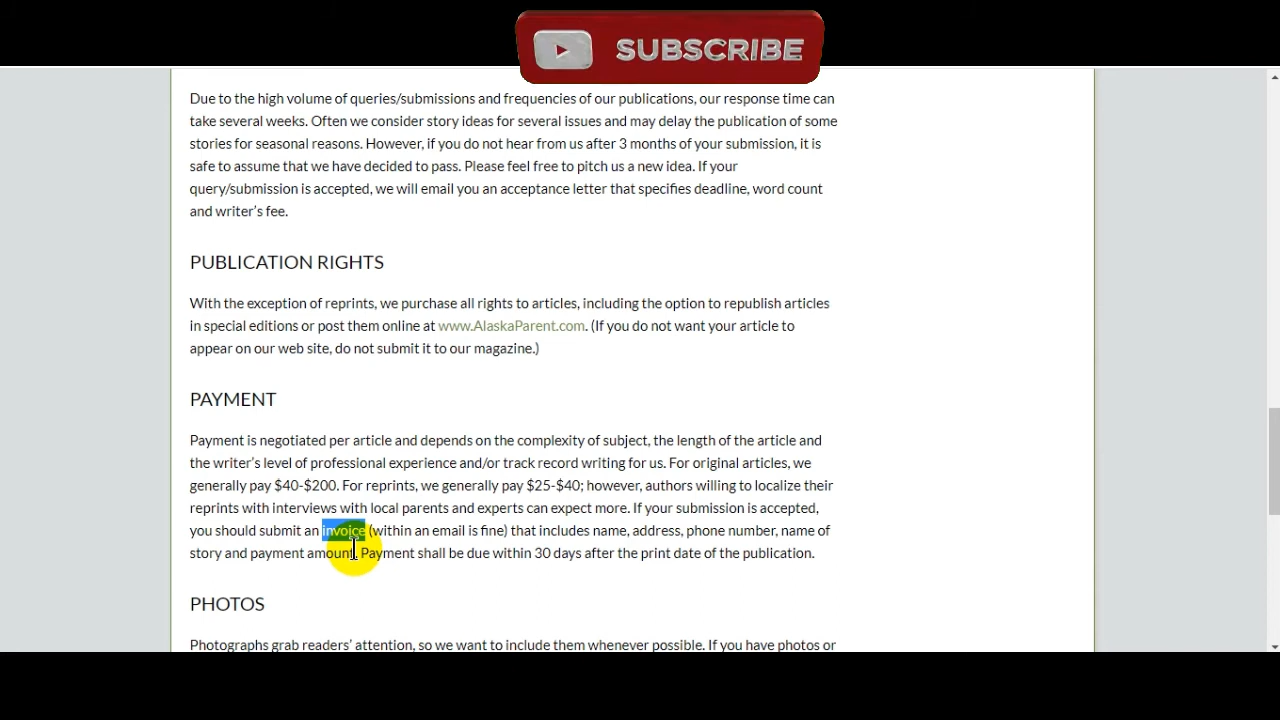 SUBSCRIBE
Due to the high volume of queries/submissions and frequencies of our publications, our response time can
take several weeks. Often we consider story ideas for several issues and may delay the publication of some
stories for seasonal reasons. However, if you do not hear from us after 3 months of your submission, it is
safe to assume that we have decided to pass. Please feel free to pitch us a new idea. If your
query/submission is accepted, we will email you an acceptance letter that specifies deadline, word count
and writer’s fee.
PUBLICATION RIGHTS
With the exception of reprints, we purchase all rights to articles, including the option to republish articles
in special editions or post them online at www.AlaskaParent.com. (If you do not want your article to
appear on our web site, do not submit it to our magazine.)
PAYMENT
Payment is negotiated per article and depends on the complexity of subject, the length of the article and
the writer’s level of professional experience and/or track record writing for us. For original articles, we
generally pay $40-$200. For reprints, we generally pay $25-$40; however, authors willing to localize their
reprints with interviews with local parents and experts can expect more. If your submission is accepted,
you should submit an invoice (within an email is fine) that includes name, address, phone number, name of
story and payment amount. Payment shall be due within 30 days after the print date of the publication.
PHOTOS
Photographs grab readers’ attention, so we want to include them whenever possible. If you have photos or